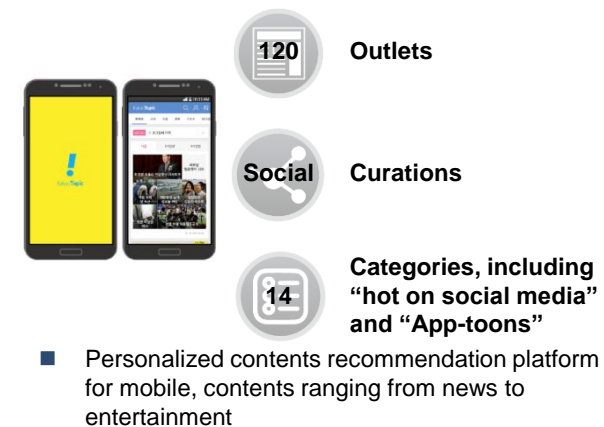 120
Outlets
KakaoTopic
Social
Curations
14
Categories, including
“hot on social media”
and “App-toons”
Personalized contents recommendation platform
for mobile, contents ranging from news to
entertainment